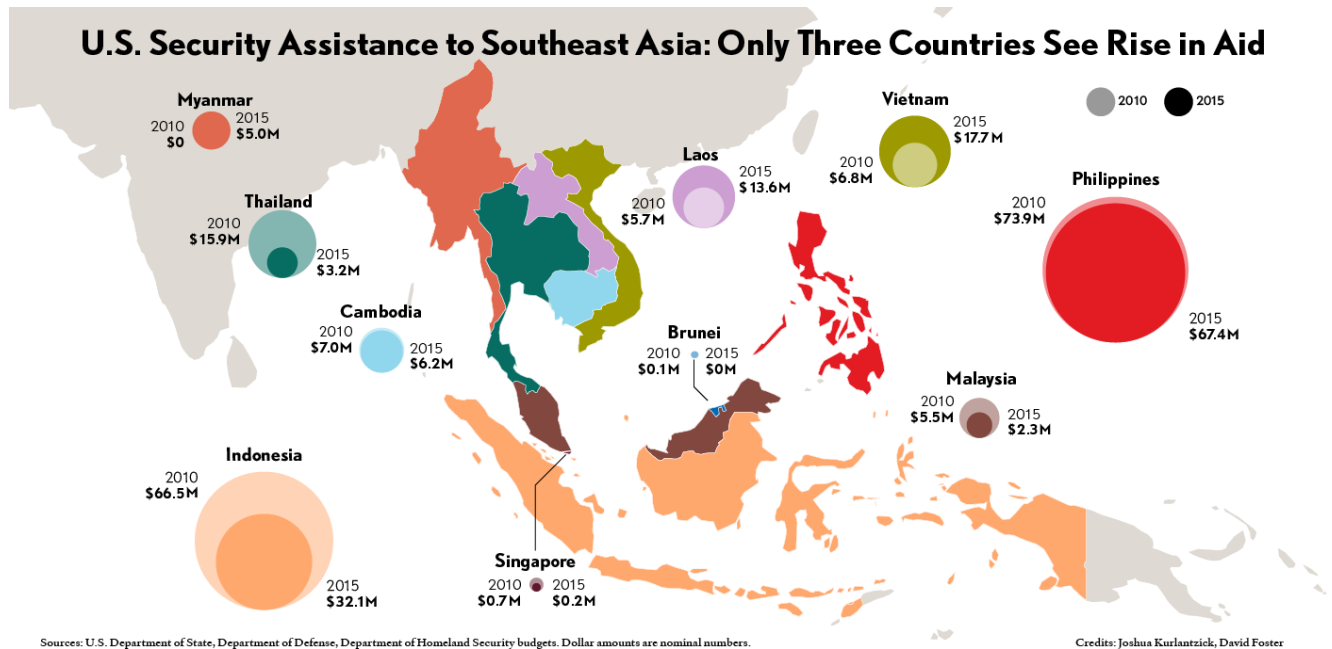 U.S. Security Assistance to Southeast Asia: Only Three Countries See Rise in Aid
2010 2015
Myanmar
2010
$0
2015
$5.0M
Thailand
2010
$15.9M
2015
$3.2M
Cambodia
2010
$7.0M
2015
$6.2M
Indonesia
2010
$66.5M
2015
$32.1M
Laos
2010
$5.7M
2015
$13.6M
Vietnam
2010
$6.8M
2015
$17.7M
Philippines
2010
$73.9M
2015
$67.4M
Brunei
2010
$0.1M
2015
$0M
Malaysia
2010
$5.5M
2015
$2.3M
Singapore
2010
$0.7M
2015
$0.2M
Sources: U.S. Department of State, Department of Defense, Department of Homeland Security budgets. Dollar amounts are nominal numbers.
Credits: Joshua Kurlantzick, David Foster